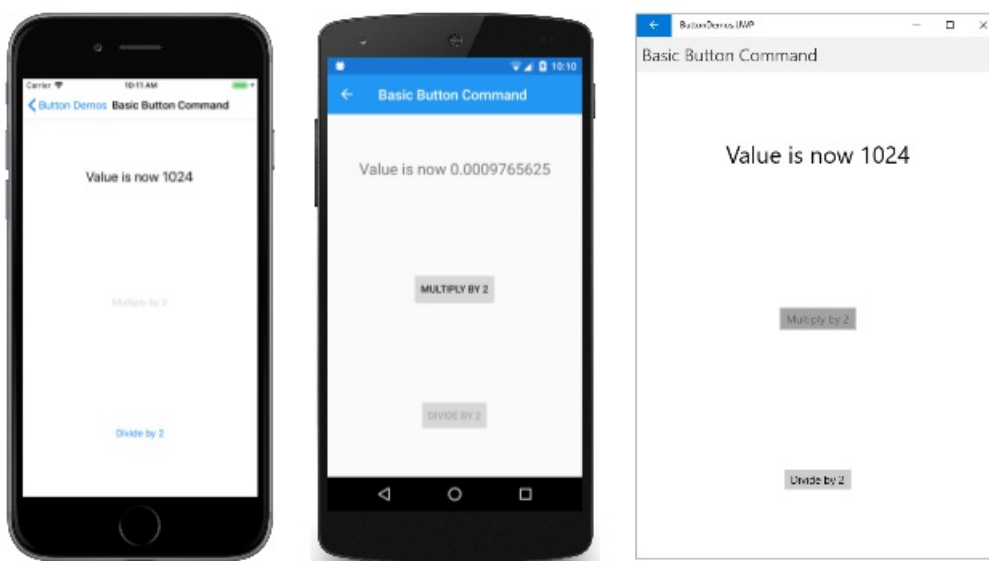 Carrier 10:11 AM
Button Demos Basic Button Command
Value is now 1024
Multiply by 2
Divide by 2
10:10
Basic Button Command
Value is now 0.0009765625
MULTIPLY BY 2
DIVIDE BY 2
ButtonDemos.UWP
Basic Button Command
Value is now 1024
Multiply by 2
Divide by 2